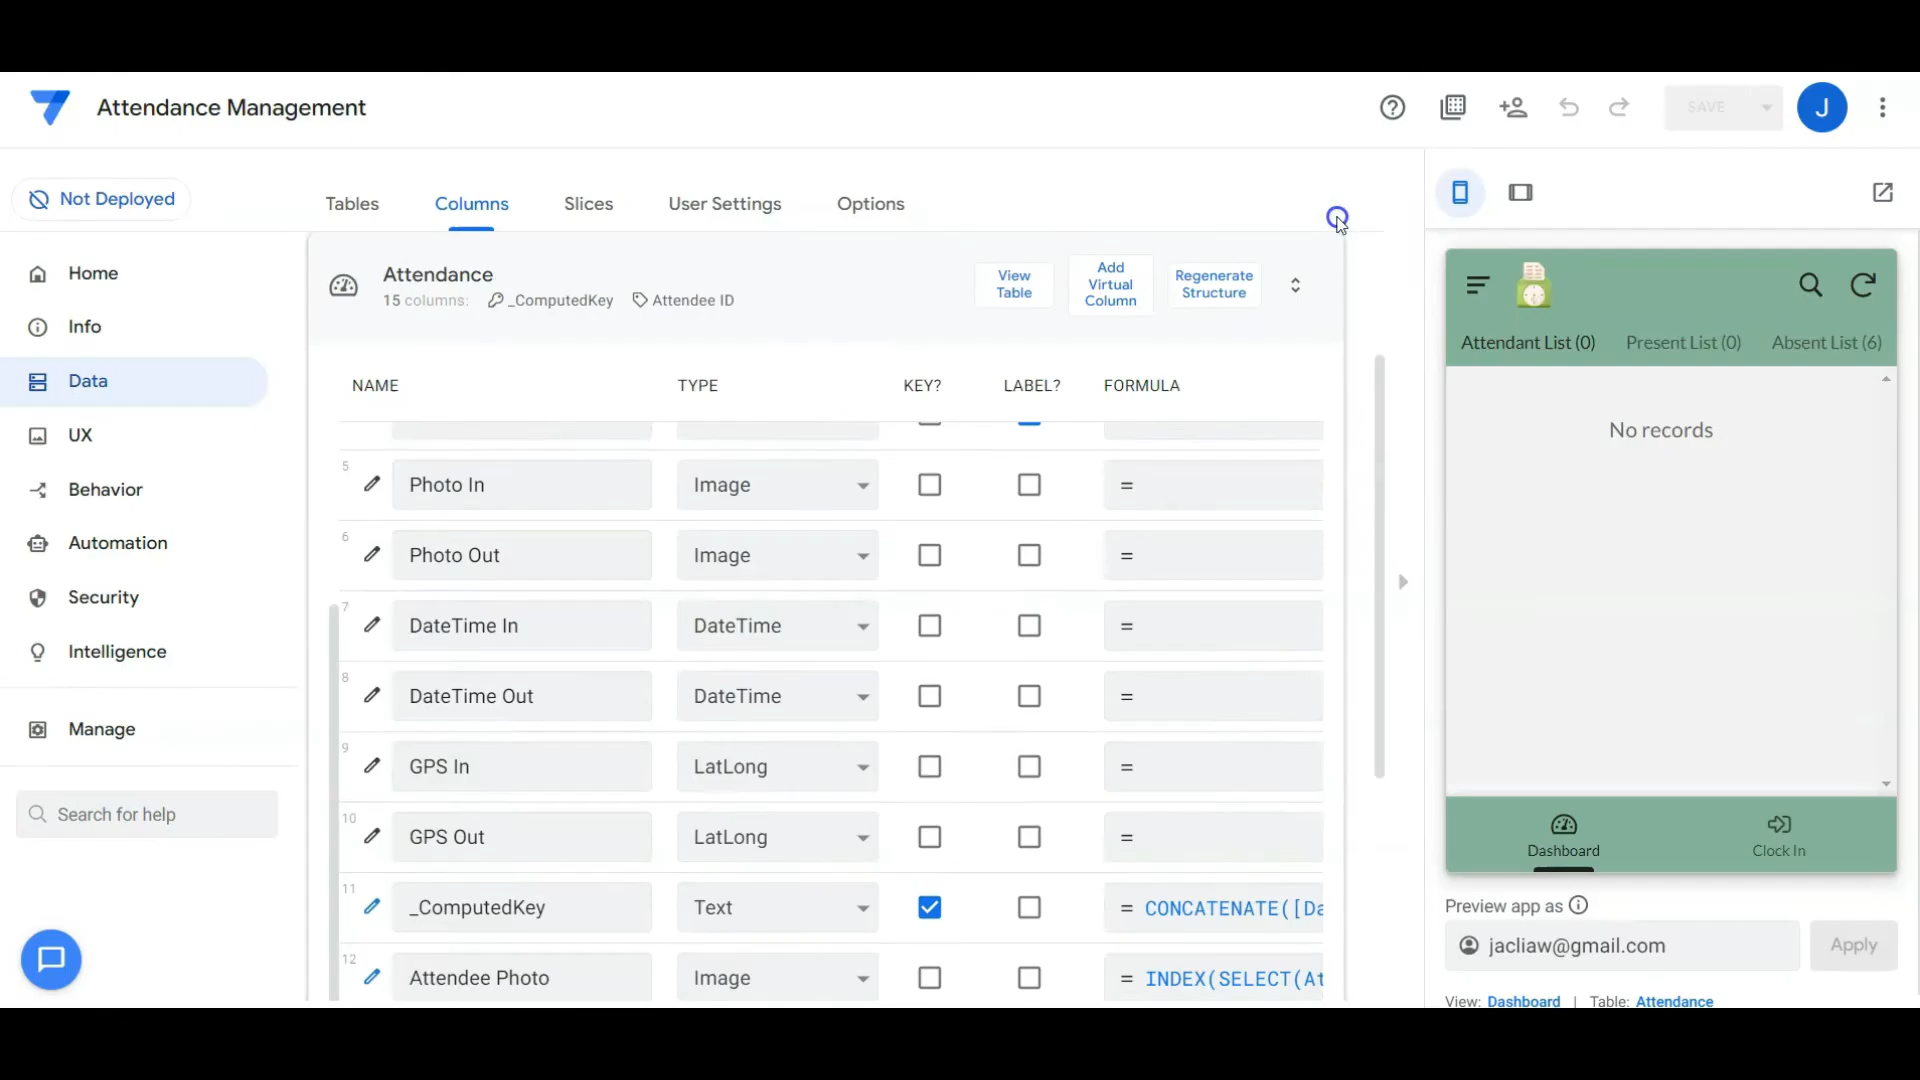 Attendance Management
SAVE
J
Not Deployed
Tables
Columns
Slices
User Settings
Options
Home
Info
Data
UX
Behavior
Automation
Security
Intelligence
Manage
Search for help
Attendance
15 columns: _ComputedKey Attendee ID
View Table
Add Virtual Column
Regenerate Structure
NAME TYPE KEY? LABEL? FORMULA
5 Photo In Image =
6 Photo Out Image =
7 DateTime In DateTime =
8 DateTime Out DateTime =
9 GPS In LatLong =
10 GPS Out LatLong =
11 _ComputedKey Text = CONCATENATE([Da
12 Attendee Photo Image = INDEX(SELECT(At
Attendant List (0) Present List (0) Absent List (6)
No records
Dashboard Clock In
Preview app as
jacliaw@gmail.com Apply
View: Dashboard | Table: Attendance